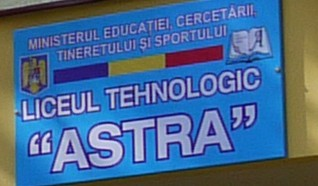 MINISTERUL EDUCAȚIEI, CERCETĂRII,
TINERETULUI ȘI SPORTULUI
LICEUL TEHNOLOGIC
"ASTRA"